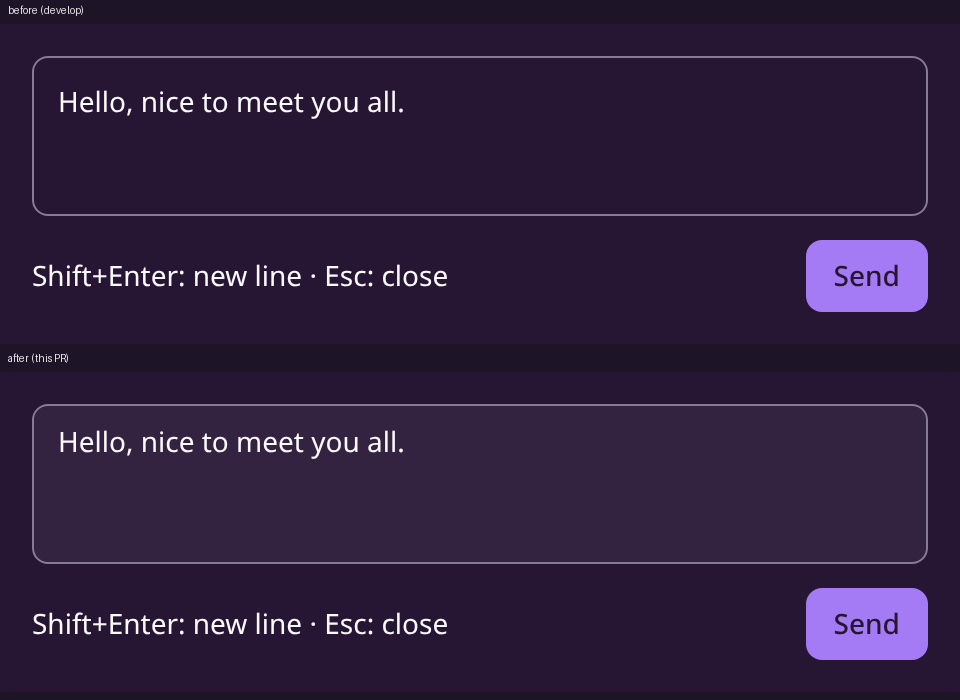 before (develop)
Hello, nice to meet you all.
Shift+Enter: new line · Esc: close
Send
after (this PR)
Hello, nice to meet you all.
Shift+Enter: new line · Esc: close
Send